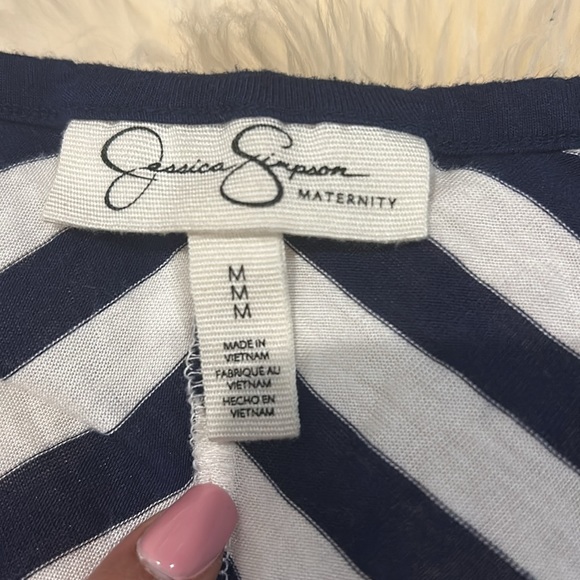 Jessica Simpson
MATERNITY
M
M
M
MADE IN
VIETNAM
FABRIQUÉ AU
VIETNAM
HECHO EN
VIETNAM